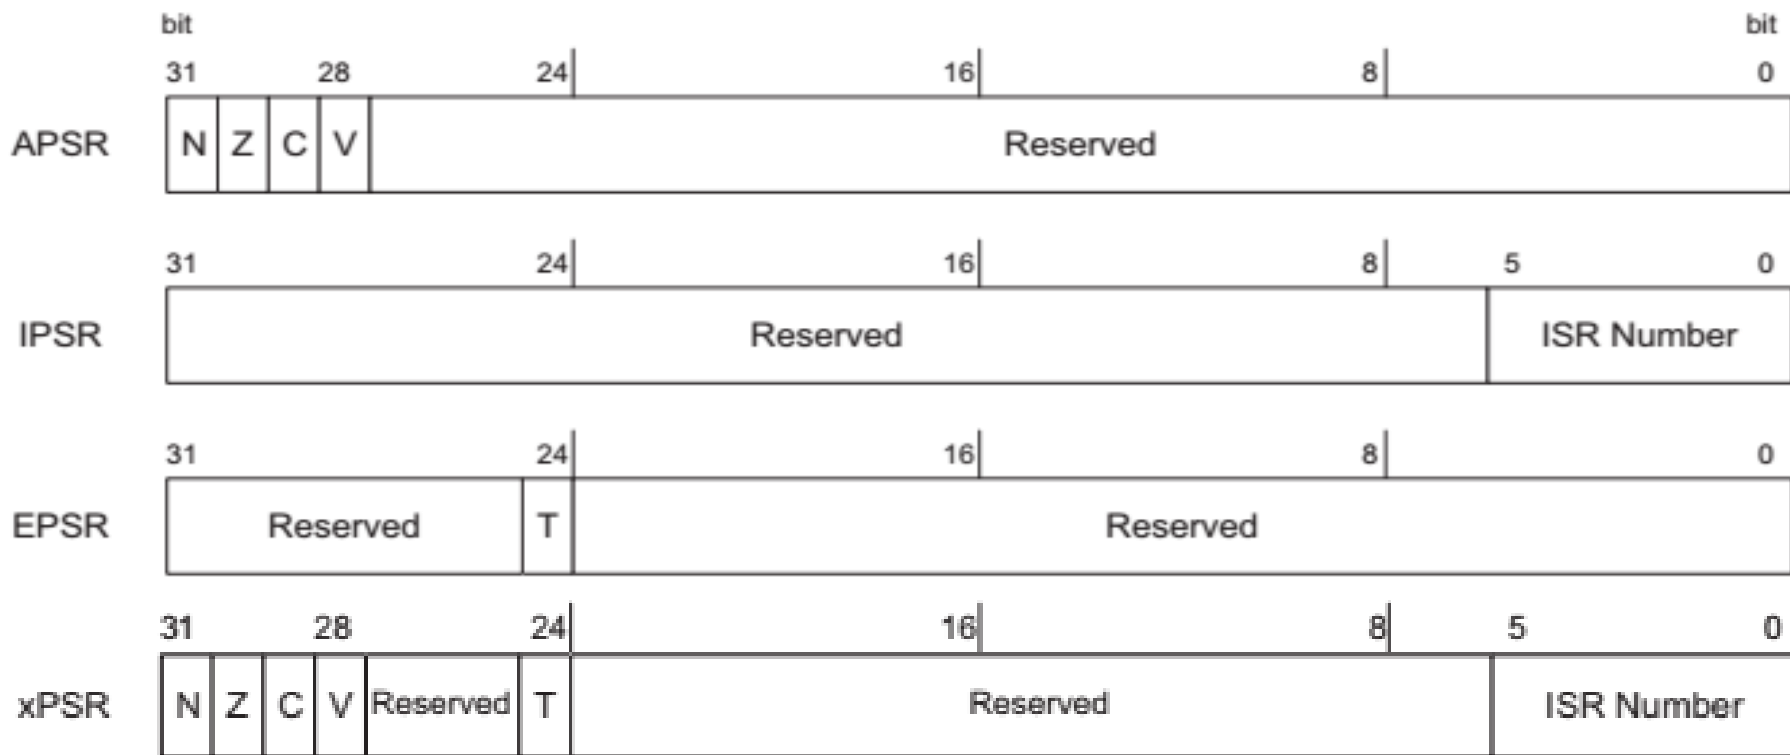 bit bit
31 28 24 16 8 0
APSR N Z C V Reserved
31 24 16 8 5 0
IPSR Reserved ISR Number
31 24 16 8 0
EPSR Reserved T Reserved
31 28 24 16 8 5 0
xPSR N Z C V Reserved T Reserved ISR Number